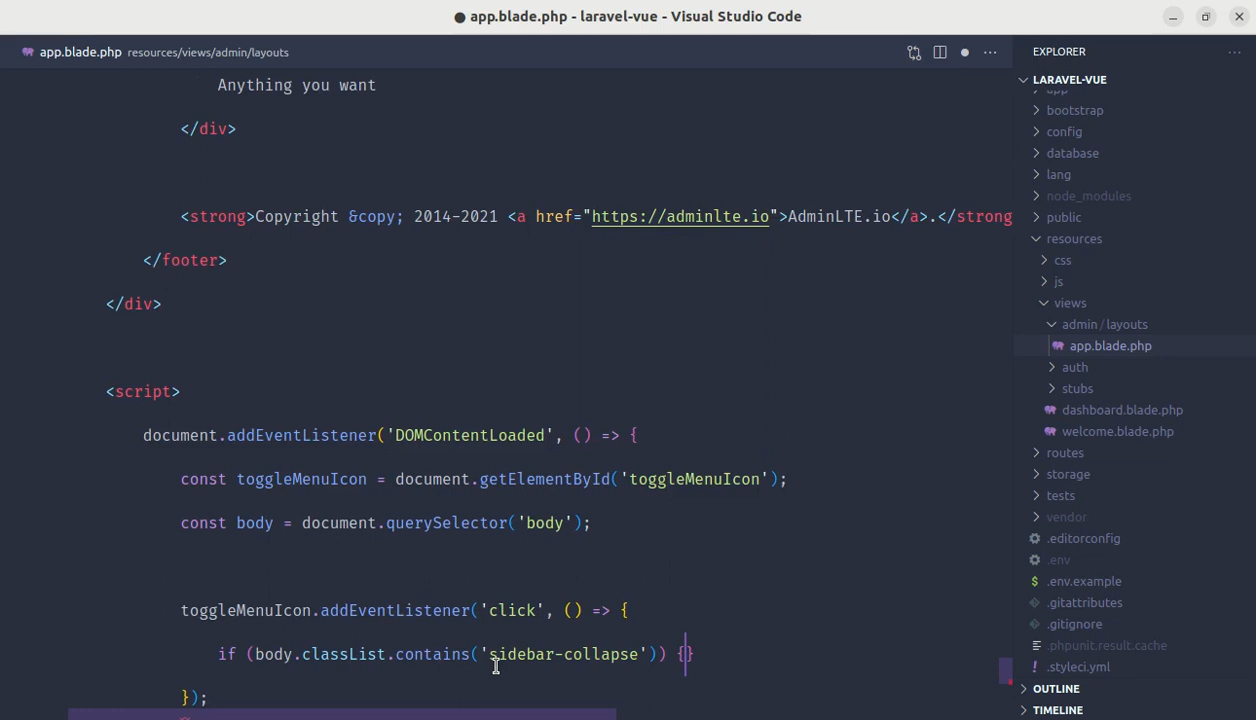 ● app.blade.php - laravel-vue - Visual Studio Code
app.blade.php resources/views/admin/layouts
Anything you want
</div>
<strong>Copyright &copy; 2014-2021 <a href="https://adminlte.io">AdminLTE.io</a>.</strong
</footer>
</div>
<script>
document.addEventListener('DOMContentLoaded', () => {
const toggleMenuIcon = document.getElementById('toggleMenuIcon');
const body = document.querySelector('body');
toggleMenuIcon.addEventListener('click', () => {
if (body.classList.contains('sidebar-collapse')) {}
});
EXPLORER
LARAVEL-VUE
app
bootstrap
config
database
lang
node_modules
public
resources
css
js
views
admin / layouts
app.blade.php
auth
stubs
dashboard.blade.php
welcome.blade.php
routes
storage
tests
vendor
.editorconfig
.env
.env.example
.gitattributes
.gitignore
.phpunit.result.cache
.styleci.yml
OUTLINE
TIMELINE